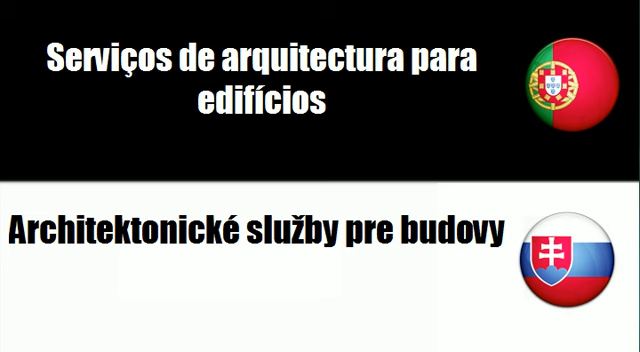 Serviços de arquitectura para
edifícios
Architektonické služby pre budovy